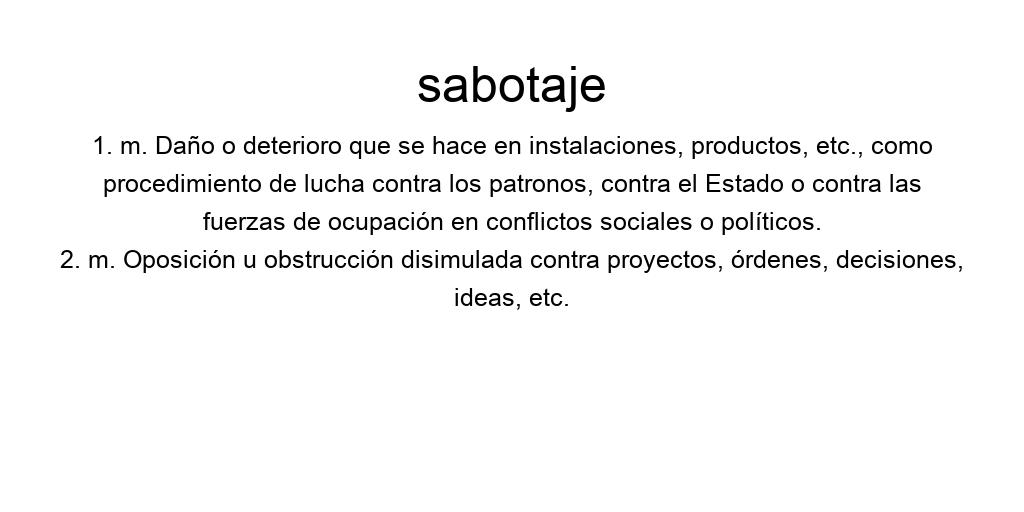 sabotaje
1. m. Daño o deterioro que se hace en instalaciones, productos, etc., como
procedimiento de lucha contra los patronos, contra el Estado o contra las
fuerzas de ocupación en conflictos sociales o políticos.
2. m. Oposición u obstrucción disimulada contra proyectos, órdenes, decisiones,
ideas, etc.